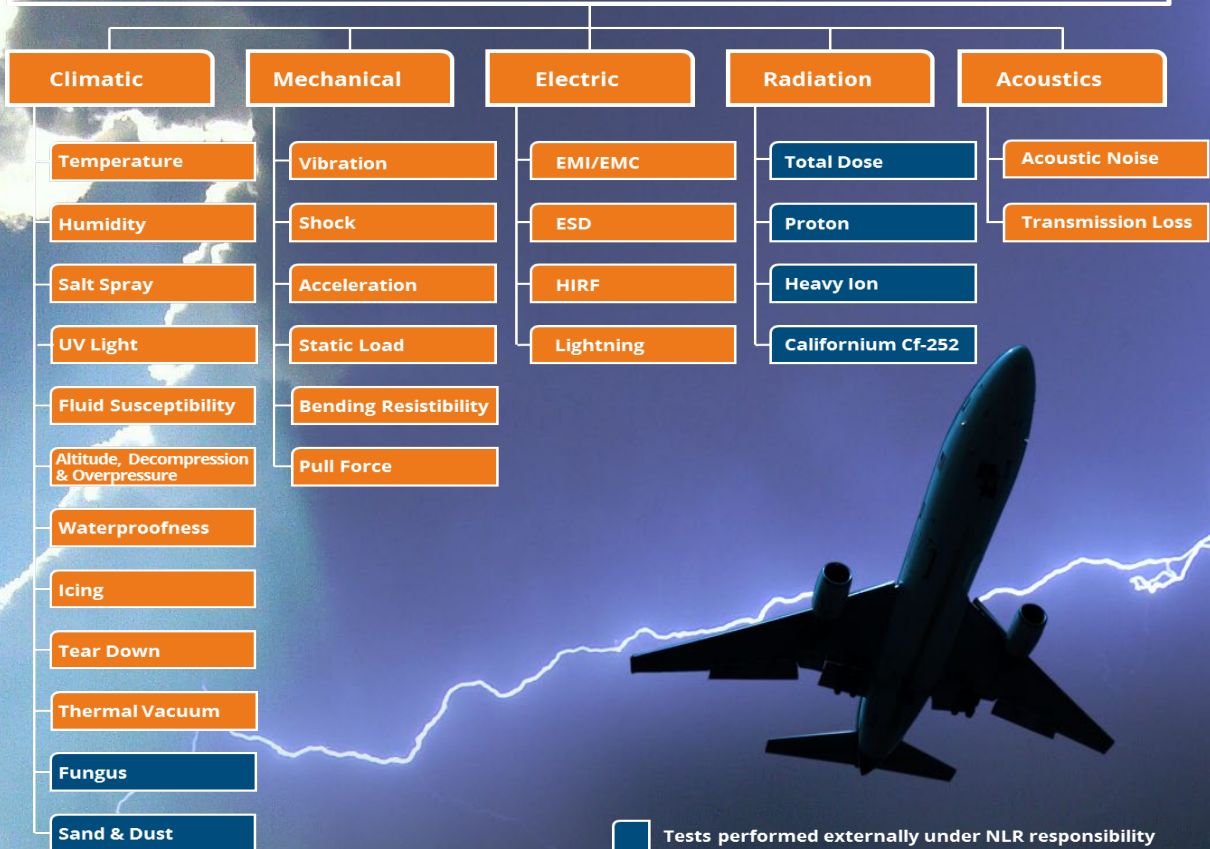 Climatic
Mechanical
Electric
Radiation
Acoustics
Temperature
Humidity
Salt Spray
UV Light
Fluid Susceptibility
Altitude, Decompression
& Overpressure
Waterproofness
Icing
Tear Down
Thermal Vacuum
Fungus
Sand & Dust
Vibration
Shock
Acceleration
Static Load
Bending Resistibility
Pull Force
EMI/EMC
ESD
HIRF
Lightning
Total Dose
Proton
Heavy Ion
Californium Cf-252
Acoustic Noise
Transmission Loss
Tests performed externally under NLR responsibility